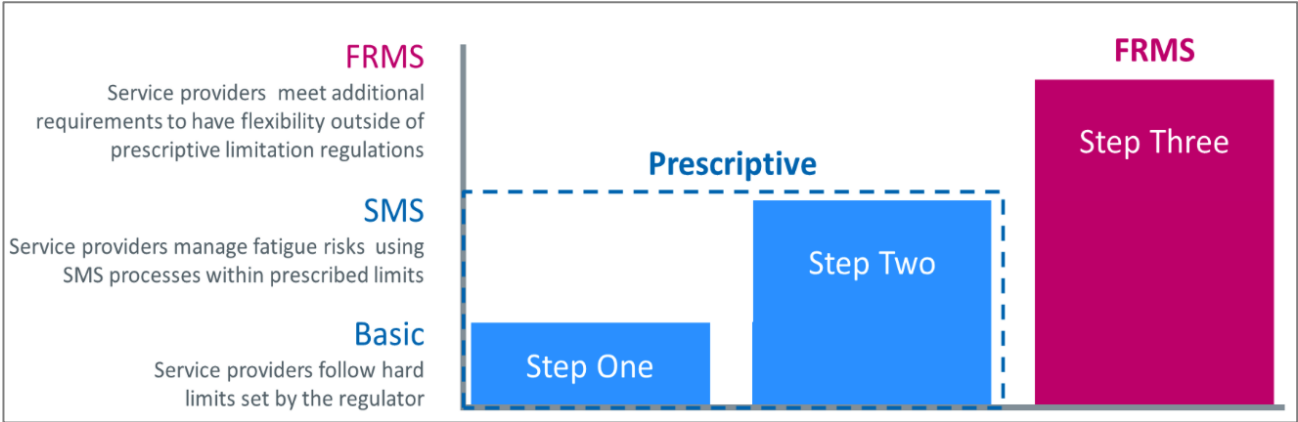 FRMS
Service providers meet additional
requirements to have flexibility outside of
prescriptive limitation regulations
SMS
Service providers manage fatigue risks using
SMS processes within prescribed limits
Basic
Service providers follow hard
limits set by the regulator
Prescriptive
FRMS
Step One
Step Two
Step Three